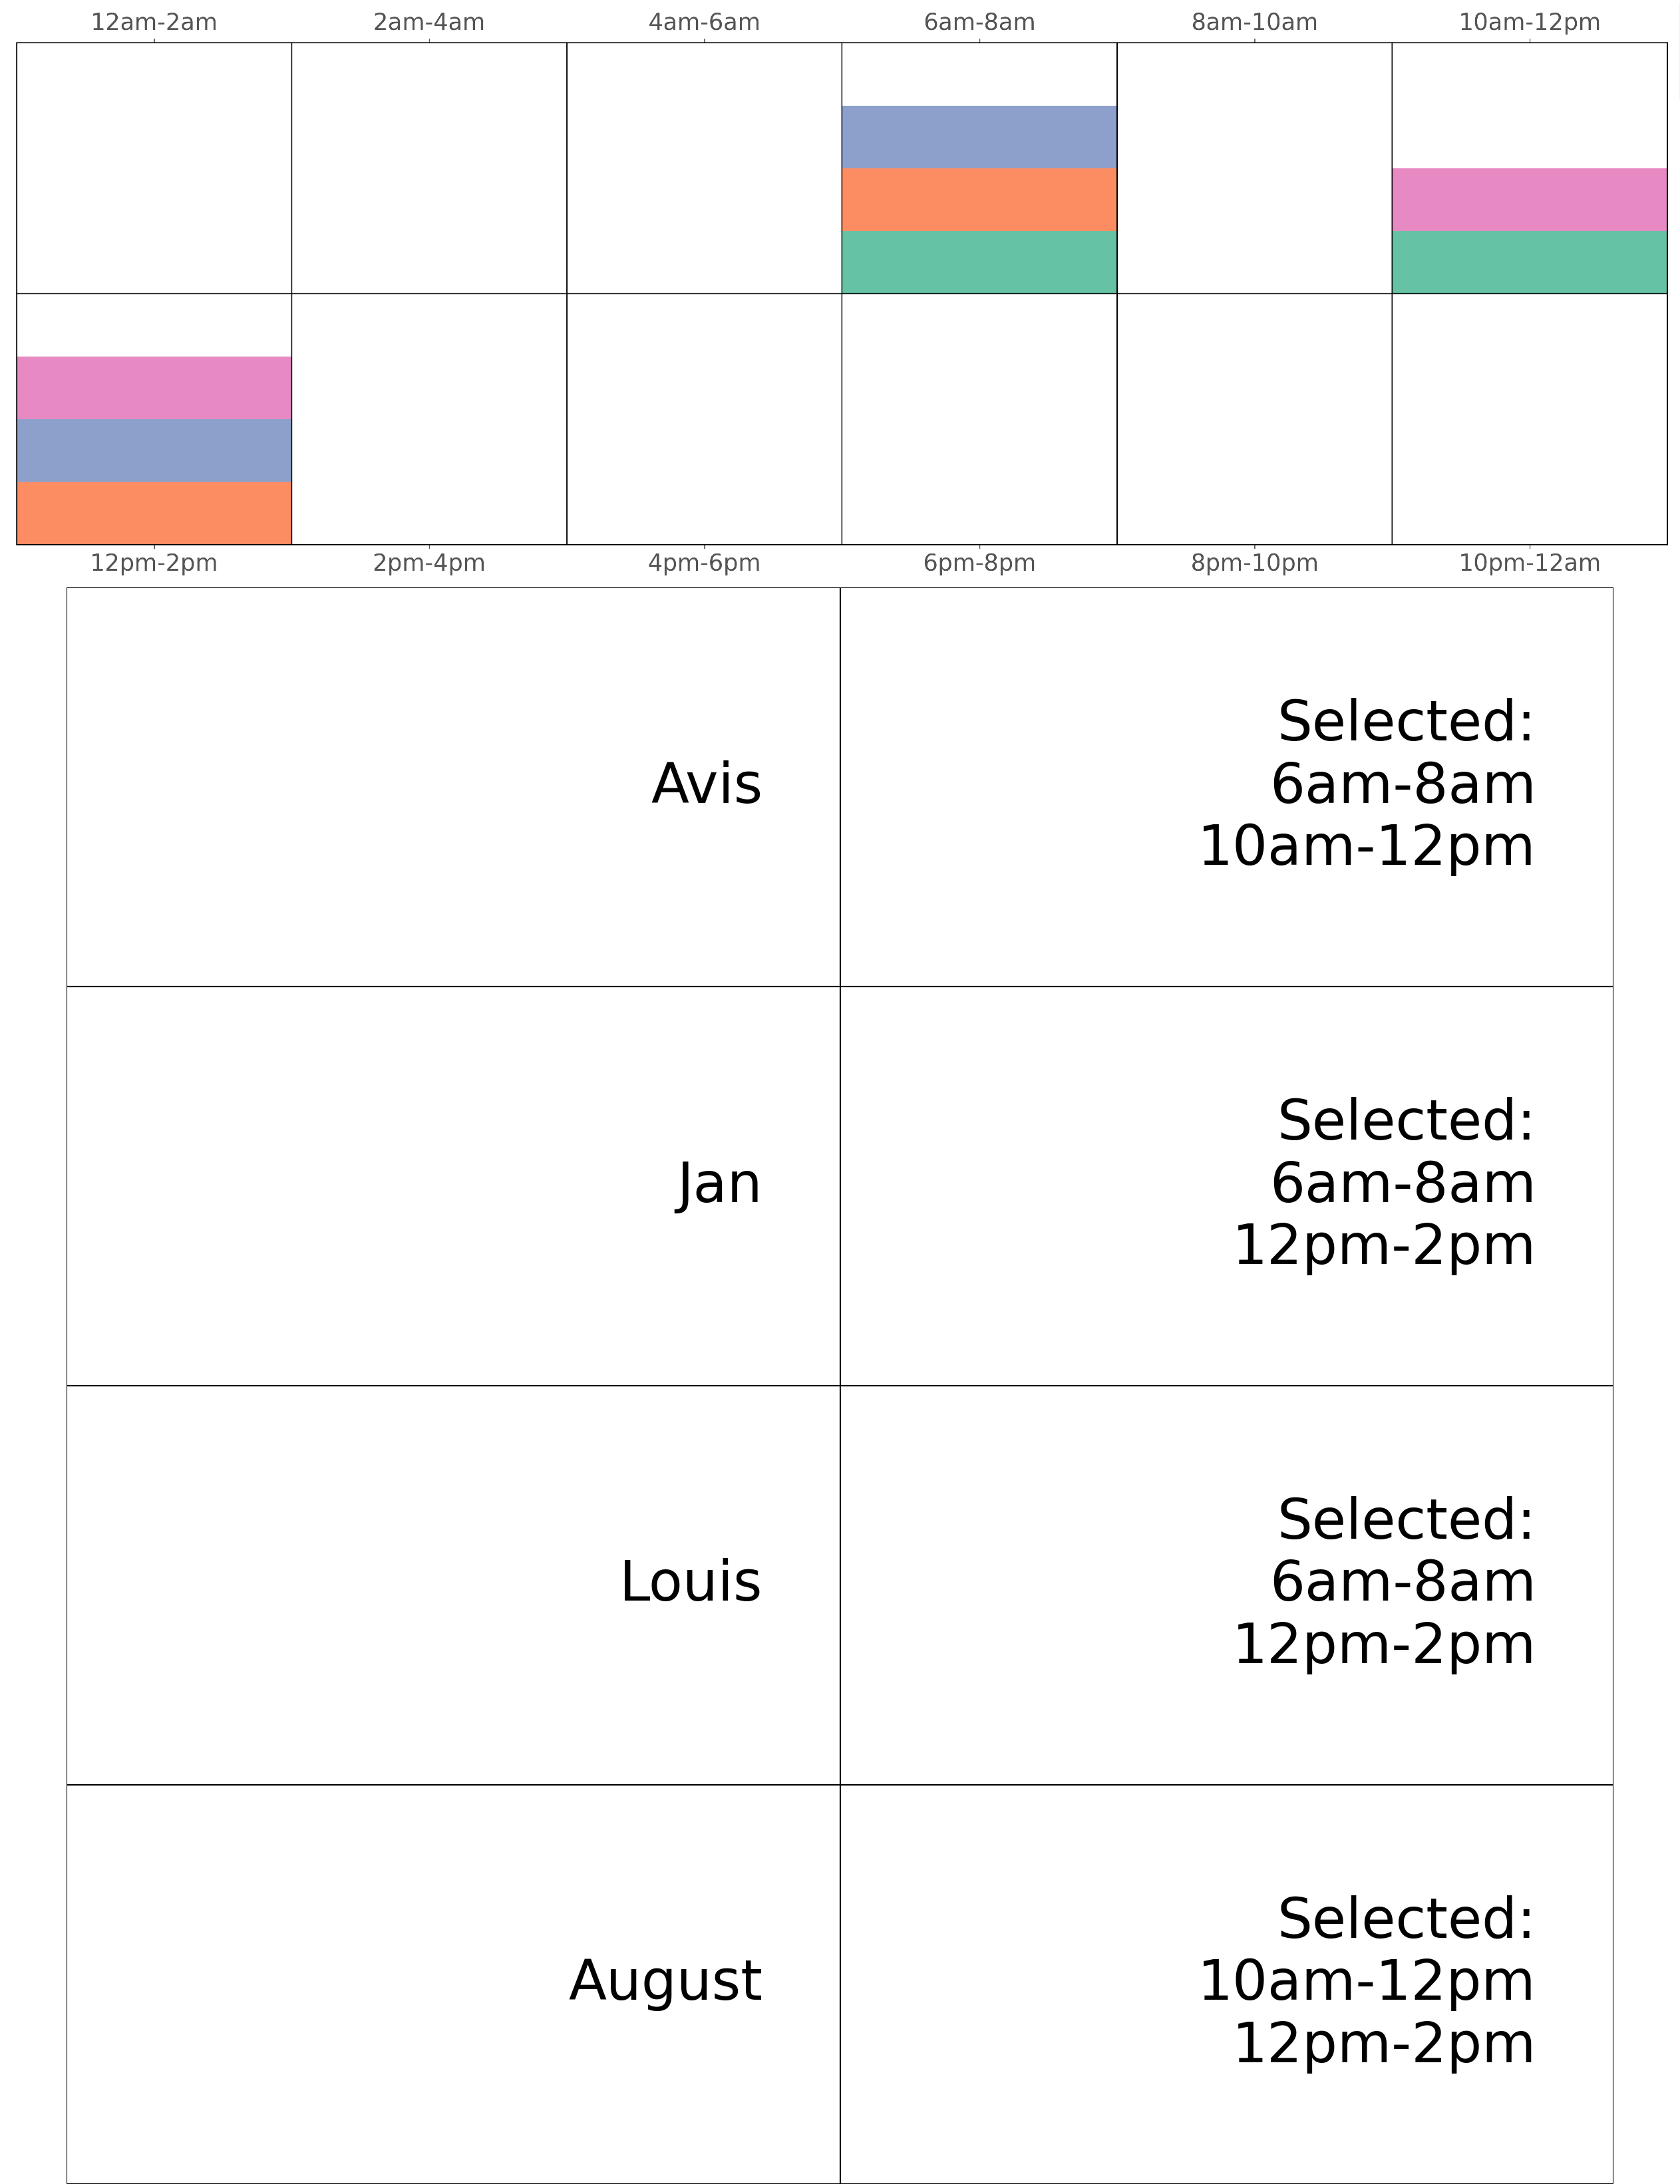 12am-2am 2am-4am 4am-6am 6am-8am 8am-10am 10am-12pm
12pm-2pm 2pm-4pm 4pm-6pm 6pm-8pm 8pm-10pm 10pm-12am
Avis
Selected:
6am-8am
10am-12pm
Jan
Selected:
6am-8am
12pm-2pm
Louis
Selected:
6am-8am
12pm-2pm
August
Selected:
10am-12pm
12pm-2pm